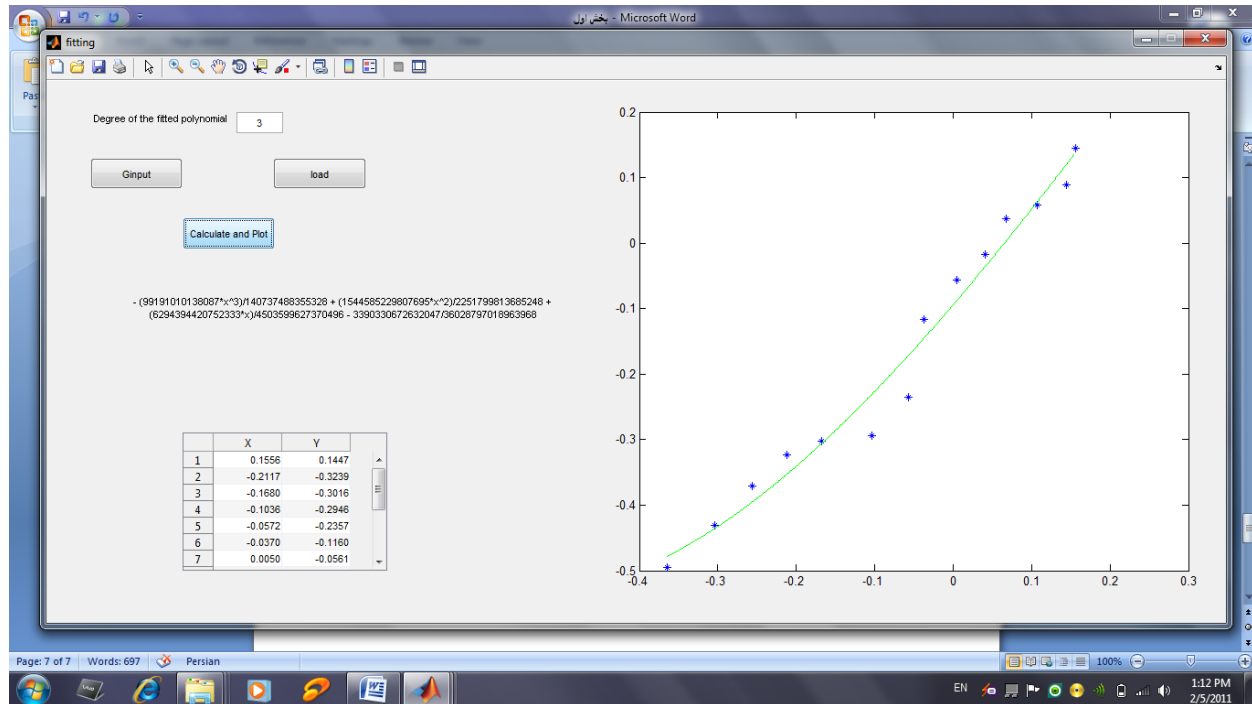 بخش اول - Microsoft Word
fitting
Pas
Degree of the fitted polynomial 3
Ginput load
Calculate and Plot
- (99191010138087*x^3)/140737488355328 + (1544585229807695*x^2)/2251799813685248 +
(6294394420752333*x)/4503599627370496 - 3390330672632047/36028797018963968
X Y
1 0.1556 0.1447
2 -0.2117 -0.3239
3 -0.1680 -0.3016
4 -0.1036 -0.2946
5 -0.0572 -0.2357
6 -0.0370 -0.1160
7 0.0050 -0.0561
0.2
0.1
0
-0.1
-0.2
-0.3
-0.4
-0.5
-0.4 -0.3 -0.2 -0.1 0 0.1 0.2 0.3
Page: 7 of 7 Words: 697 Persian 100%
EN 1:12 PM
2/5/2011